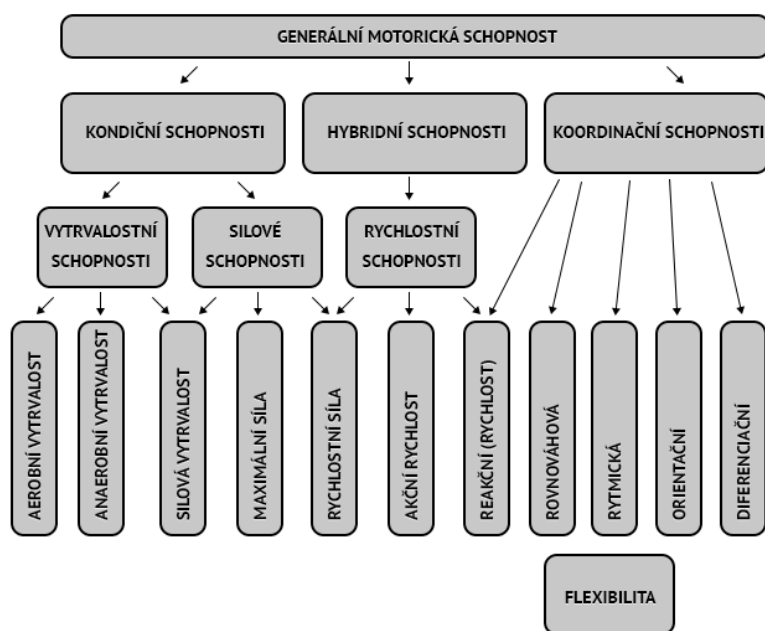 GENERÁLNÍ MOTORICKÁ SCHOPNOST
KONDIČNÍ SCHOPNOSTI
HYBRIDNÍ SCHOPNOSTI
KOORDINAČNÍ SCHOPNOSTI
VYTRVALOSTNÍ
SCHOPNOSTI
SILOVÉ
SCHOPNOSTI
RYCHLOSTNÍ
SCHOPNOSTI
AEROBNÍ VYTRVALOST
ANAEROBNÍ VYTRVALOST
SILOVÁ VYTRVALOST
MAXIMÁLNÍ SÍLA
RYCHLOSTNÍ SÍLA
AKČNÍ RYCHLOST
REAKČNÍ (RYCHLOST)
ROVNOVÁHOVÁ
RYTMICKÁ
ORIENTAČNÍ
DIFERENCIAČNÍ
FLEXIBILITA